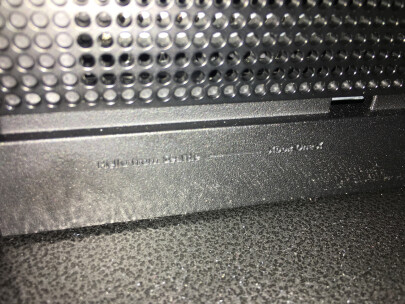 Hello from Seattle Xbox One X